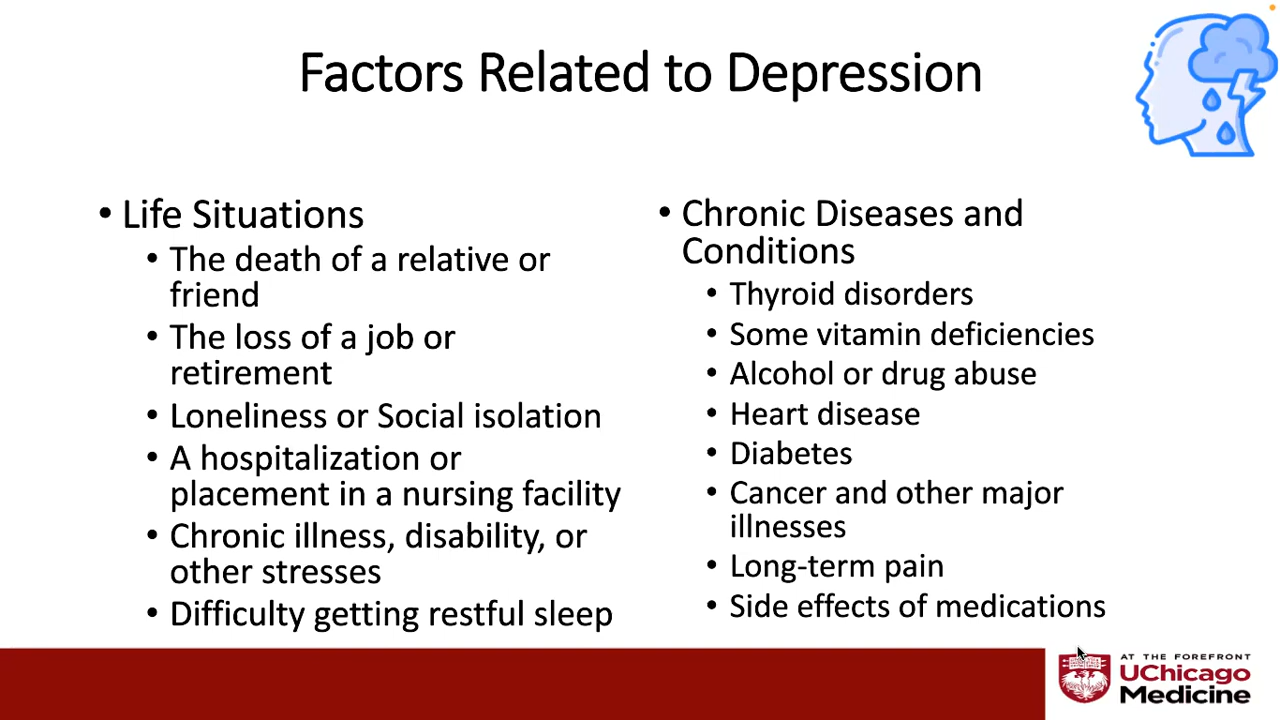 Factors Related to Depression
• Life Situations
• The death of a relative or
friend
• The loss of a job or
retirement
• Loneliness or Social isolation
• A hospitalization or
placement in a nursing facility
• Chronic illness, disability, or
other stresses
• Difficulty getting restful sleep
• Chronic Diseases and
Conditions
• Thyroid disorders
• Some vitamin deficiencies
• Alcohol or drug abuse
• Heart disease
• Diabetes
• Cancer and other major
illnesses
• Long-term pain
• Side effects of medications
AT THE FOREFRONT
UChicago
Medicine